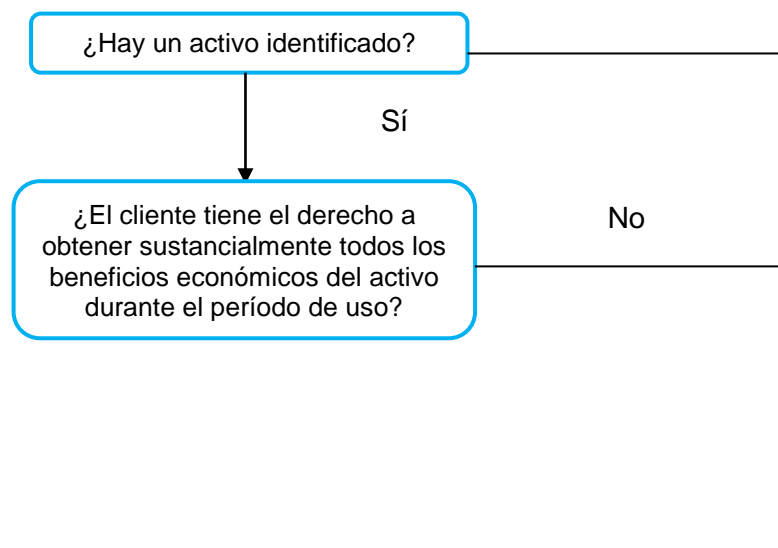 ¿Hay un activo identificado?
Sí
¿El cliente tiene el derecho a
obtener sustancialmente todos los
beneficios económicos del activo
durante el período de uso?
No